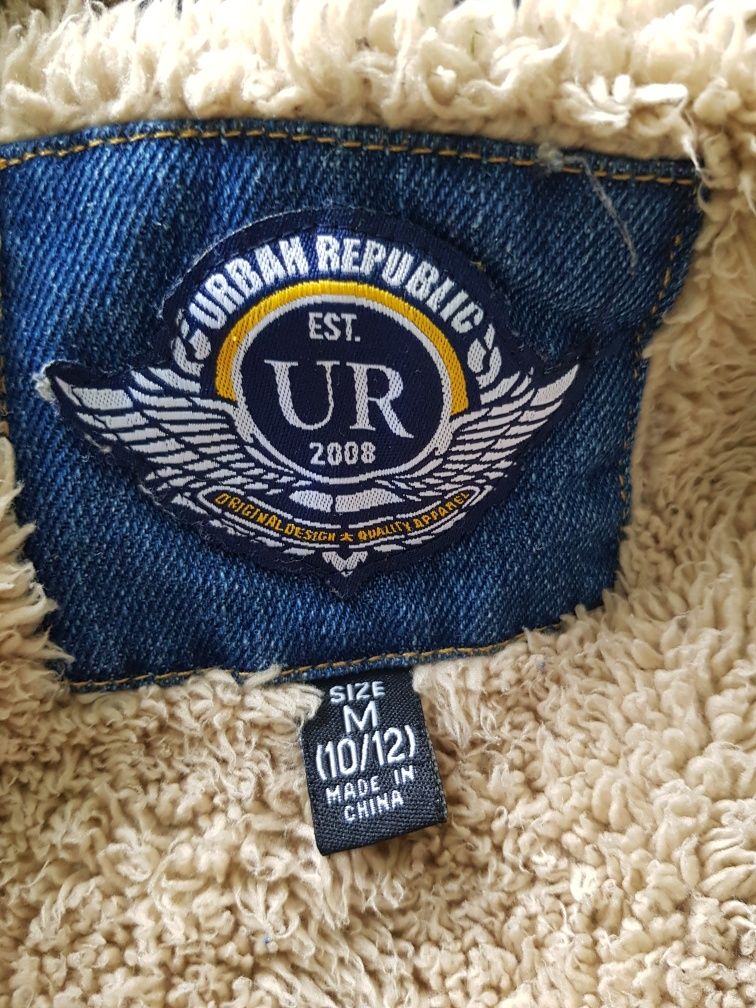 URBAN REPUBLIC
EST.
UR
2008
ORIGINAL DESIGN ★ QUALITY APPAREL
SIZE
M
(10/12)
MADE IN
CHINA